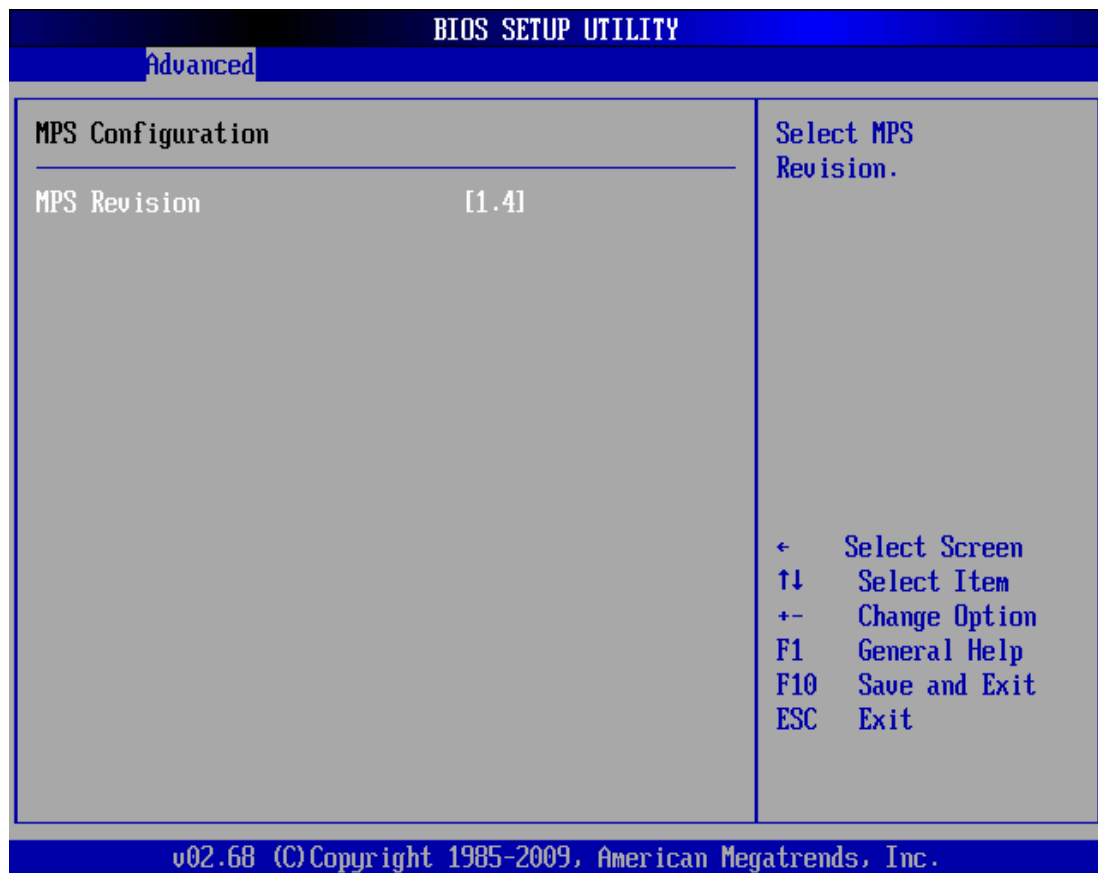 BIOS SETUP UTILITY
Advanced
MPS Configuration
MPS Revision [1.4]
Select MPS
Revision.
← Select Screen
↑↓ Select Item
+- Change Option
F1 General Help
F10 Save and Exit
ESC Exit
v02.68 (C)Copyright 1985-2009, American Megatrends, Inc.